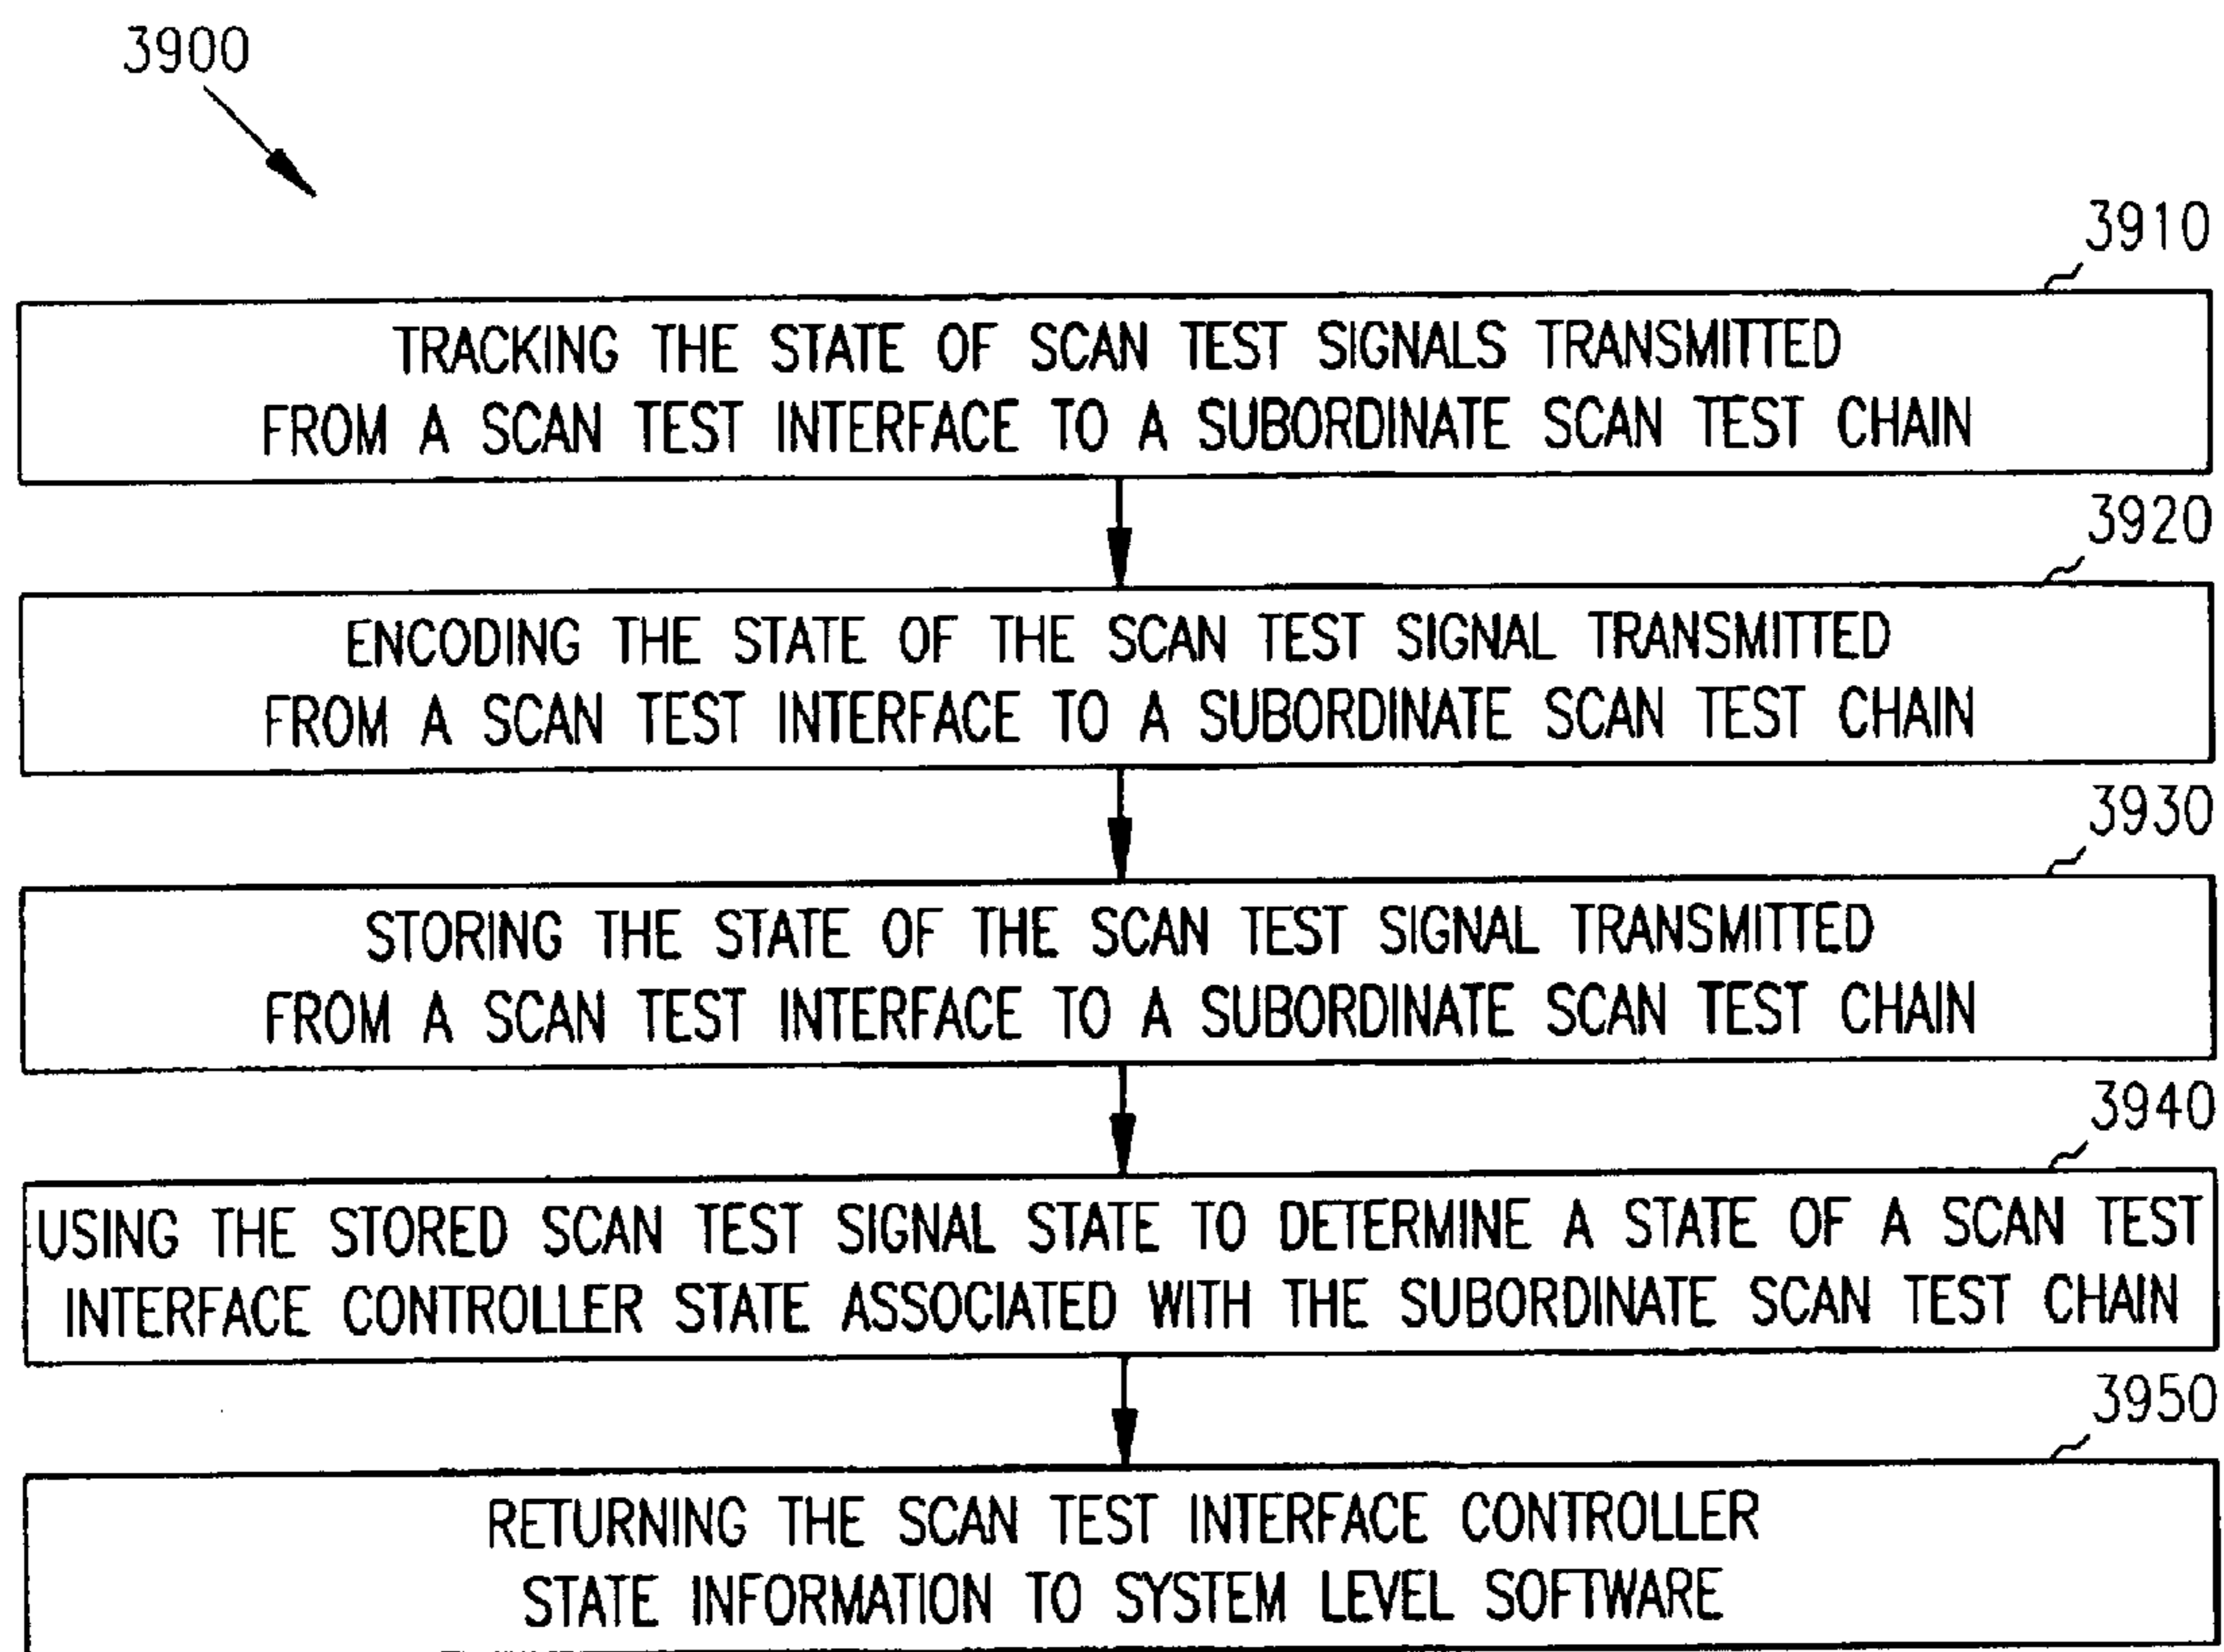 3900
3910
TRACKING THE STATE OF SCAN TEST SIGNALS TRANSMITTED
FROM A SCAN TEST INTERFACE TO A SUBORDINATE SCAN TEST CHAIN
3920
ENCODING THE STATE OF THE SCAN TEST SIGNAL TRANSMITTED
FROM A SCAN TEST INTERFACE TO A SUBORDINATE SCAN TEST CHAIN
3930
STORING THE STATE OF THE SCAN TEST SIGNAL TRANSMITTED
FROM A SCAN TEST INTERFACE TO A SUBORDINATE SCAN TEST CHAIN
3940
USING THE STORED SCAN TEST SIGNAL STATE TO DETERMINE A STATE OF A SCAN TEST
INTERFACE CONTROLLER STATE ASSOCIATED WITH THE SUBORDINATE SCAN TEST CHAIN
3950
RETURNING THE SCAN TEST INTERFACE CONTROLLER
STATE INFORMATION TO SYSTEM LEVEL SOFTWARE